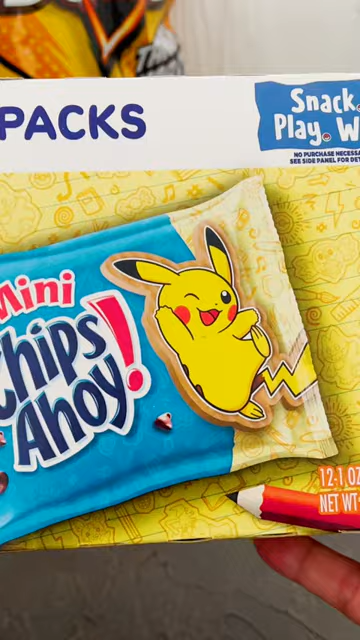 PACKS
Snack.
Play. W
NO PURCHASE NECESSA
SEE SIDE PANEL FOR DET
Mini
Chips
Ahoy!
12-1 OZ
NET WT